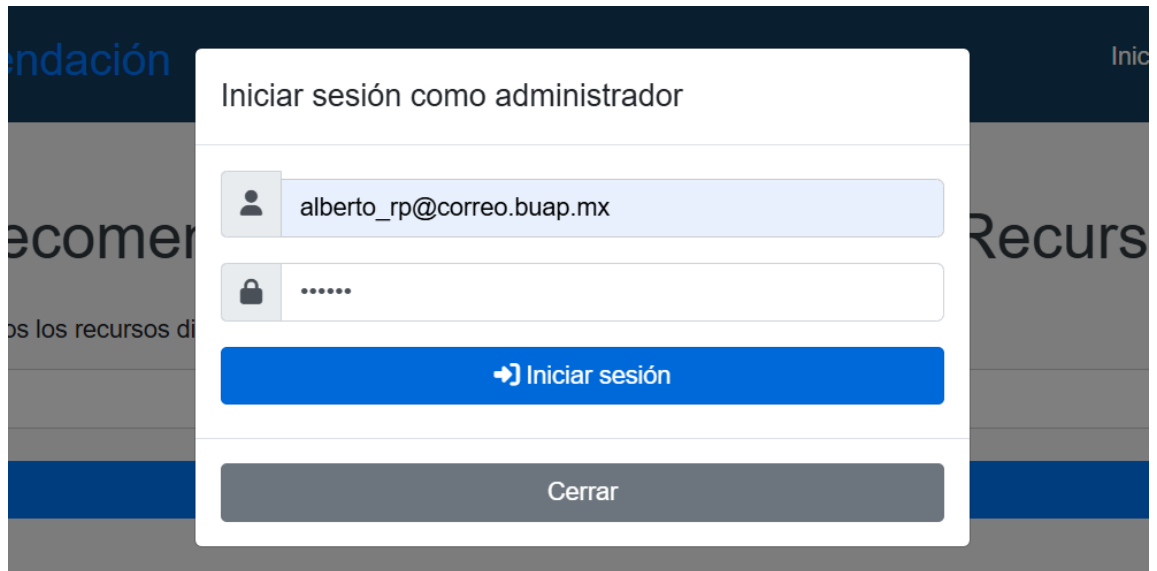 endación
Inic
Iniciar sesión como administrador
alberto_rp@correo.buap.mx
••••••
ecomer
Recurs
os los recursos di
Iniciar sesión
Cerrar